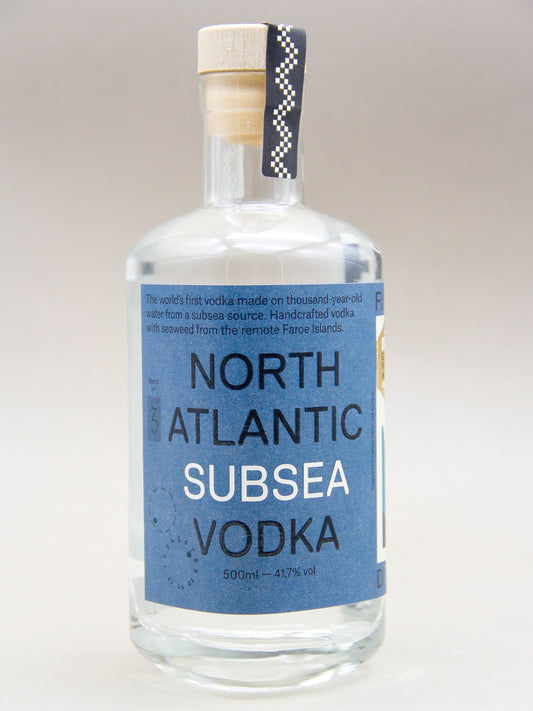 The world's first vodka made on thousand-year-old
water from a subsea source. Handcrafted vodka
with seaweed from the remote Faroe Islands.
NORTH
ATLANTIC
SUBSEA
VODKA
3
500ml — 41,7% vol